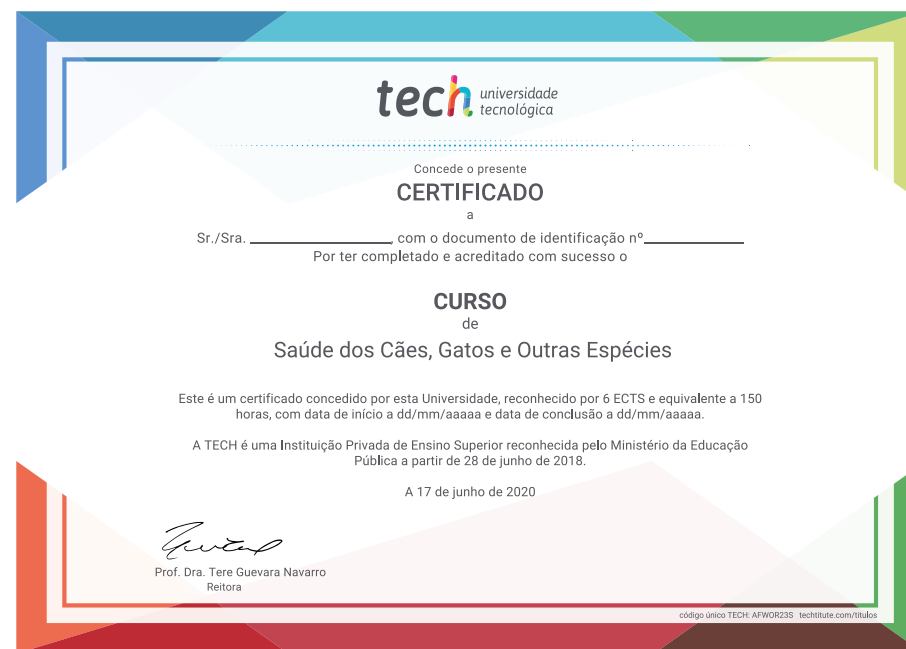 tech universidade
tecnológica
Concede o presente
CERTIFICADO
a
Sr./Sra. ________________, com o documento de identificação nº____________
Por ter completado e acreditado com sucesso o
CURSO
de
Saúde dos Cães, Gatos e Outras Espécies
Este é um certificado concedido por esta Universidade, reconhecido por 6 ECTS e equivalente a 150
horas, com data de início a dd/mm/aaaaa e data de conclusão a dd/mm/aaaaa.
A TECH é uma Instituição Privada de Ensino Superior reconhecida pelo Ministério da Educação
Pública a partir de 28 de junho de 2018.
A 17 de junho de 2020
Prof. Dra. Tere Guevara Navarro
Reitora
código único TECH: AFWOR23S techtitute.com/titulos